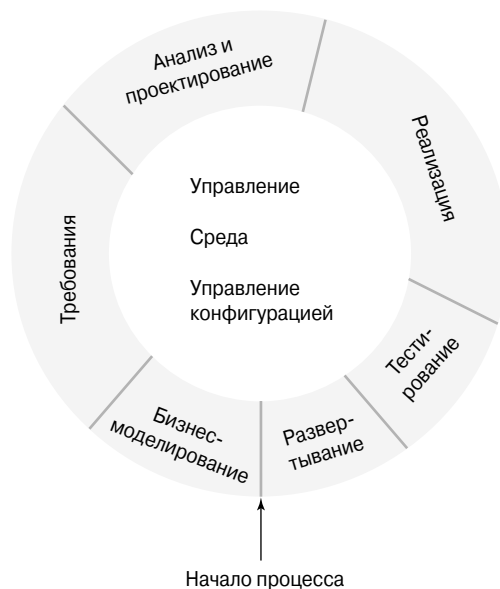 Анализ и
проектирование
Реализация
Управление
Среда
Управление
конфигурацией
Требования
Тести-
рование
Бизнес-
моделирование
Развер-
тывание
Начало процесса